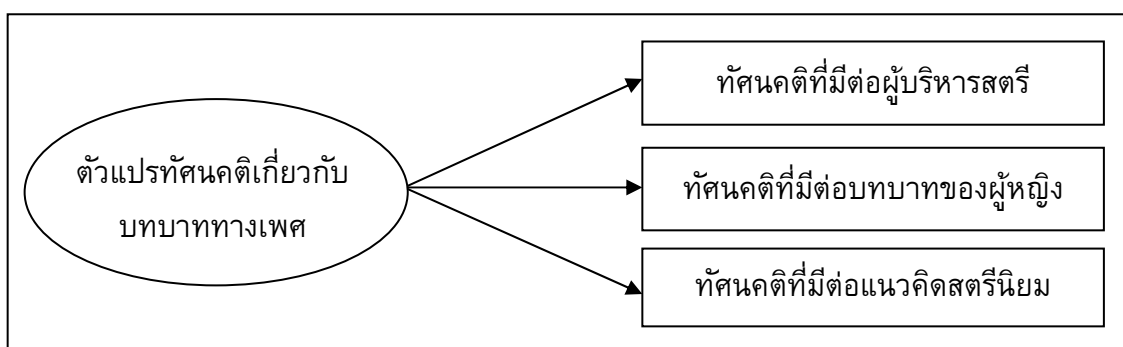 ทัศนคติที่มีต่อผู้บริหารสตรี
ตัวแปรทัศนคติเกี่ยวกับ
บทบาททางเพศ
ทัศนคติที่มีต่อบทบาทของผู้หญิง
ทัศนคติที่มีต่อแนวคิดสตรีนิยม